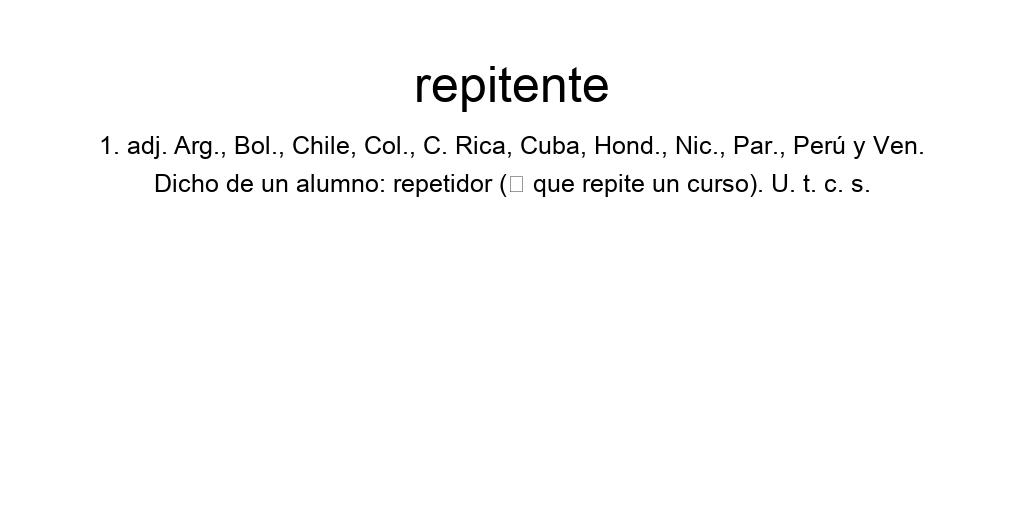 repitente
1. adj. Arg., Bol., Chile, Col., C. Rica, Cuba, Hond., Nic., Par., Perú y Ven.
Dicho de un alumno: repetidor (▯ que repite un curso). U. t. c. s.